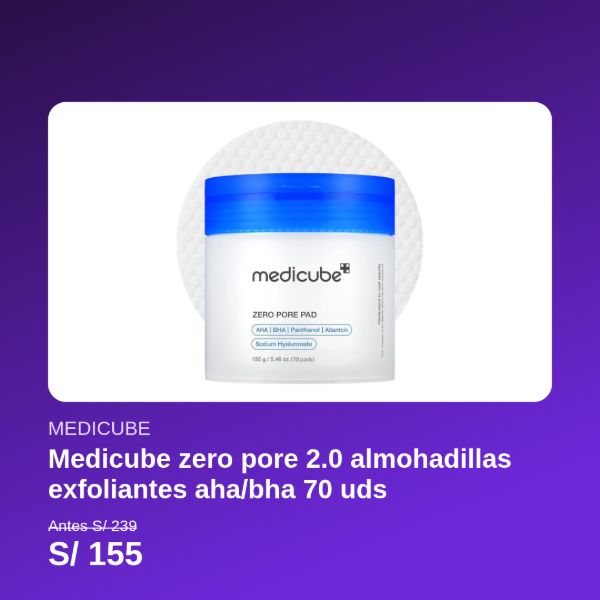 medicube
ZERO PORE PAD
AHA | BHA | Panthenol | Allantoin
Sodium Hyaluronate
155 g / 5.46 oz. (70 pads)
MEDICUBE
Medicube zero pore 2.0 almohadillas
exfoliantes aha/bha 70 uds
Antes S/ 239
S/ 155